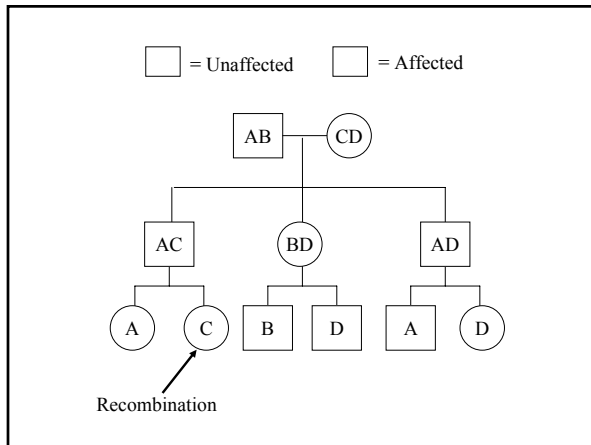 = Unaffected = Affected
AB CD
AC BD AD
A C B D A D
Recombination